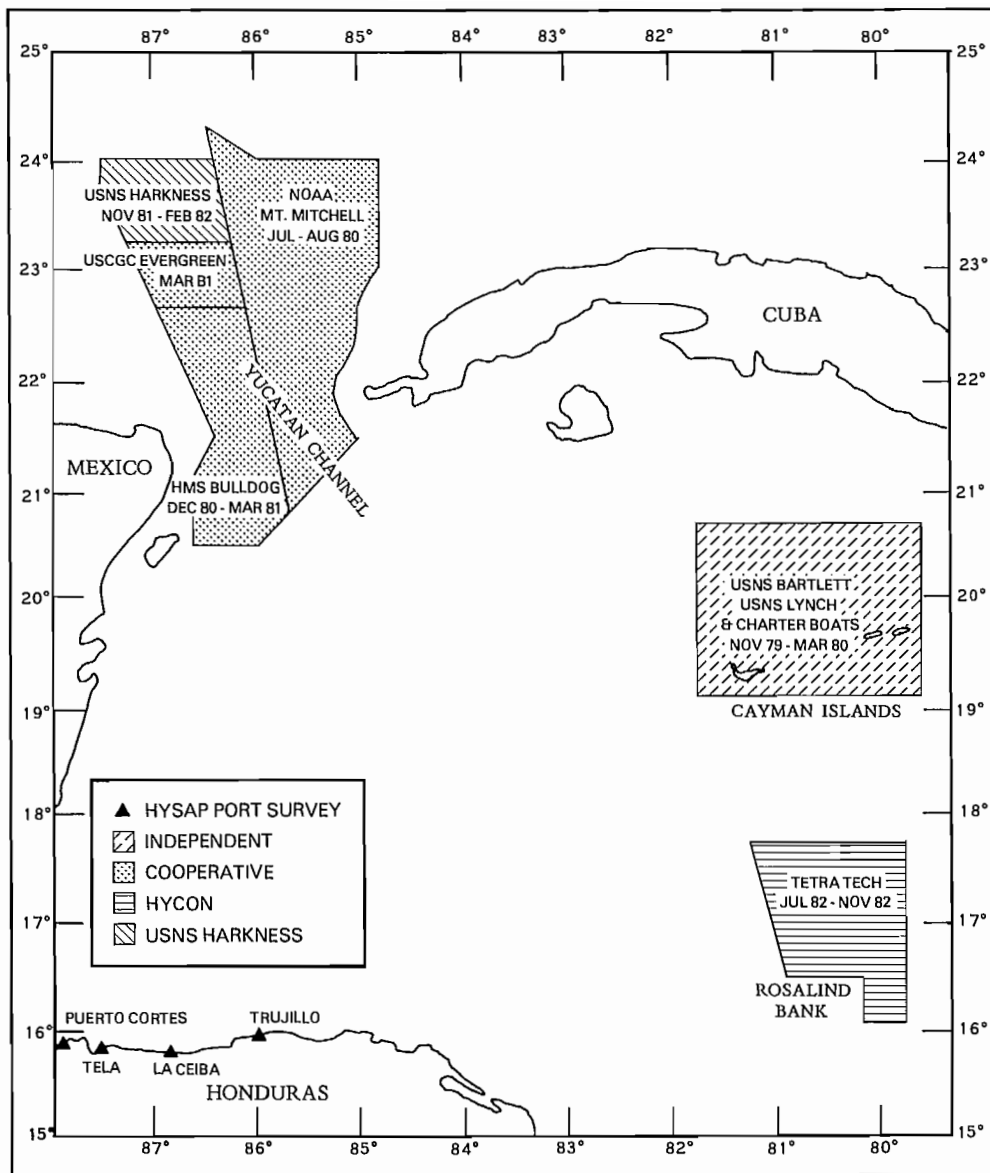 87° 86° 85° 84° 83° 82° 81° 80°
25° 25°
24° 24°
USNS HARKNESS
NOV 81 - FEB 82
NOAA
MT. MITCHELL
JUL - AUG 80
USCGC EVERGREEN
MAR B1
23° 23°
CUBA
22° 22°
YUCATAN CHANNEL
MEXICO
HMS BULLDOG
DEC 80 - MAR 81
21° 21°
USNS BARTLETT
USNS LYNCH
& CHARTER BOATS
NOV 79 - MAR 80
20° 20°
19° 19°
CAYMAN ISLANDS
18° 18°
HYSAP PORT SURVEY
INDEPENDENT
COOPERATIVE
HYCON
USNS HARKNESS
TETRA TECH
JUL 82 - NOV 82
17° 17°
ROSALIND
BANK
PUERTO CORTES
TRUJILLO
16° 16°
TELA
LA CEIBA
HONDURAS
15° 15°
87° 86° 84° 83° 82° 81° 80°